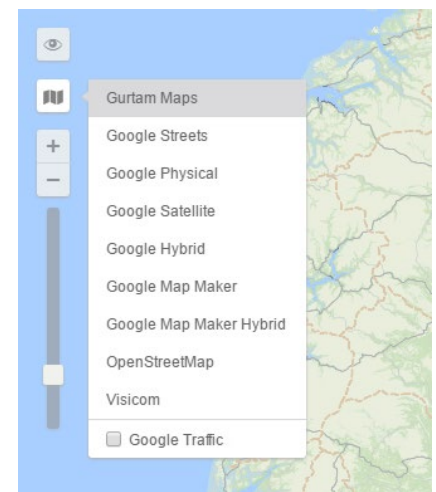 Gurtam Maps
Google Streets
Google Physical
Google Satellite
Google Hybrid
Google Map Maker
Google Map Maker Hybrid
OpenStreetMap
Visicom
Google Traffic